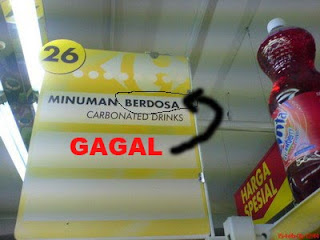 26
MINUMAN BERDOSA
CARBONATED DRINKS
GAGAL
HARGA
SPESIAL